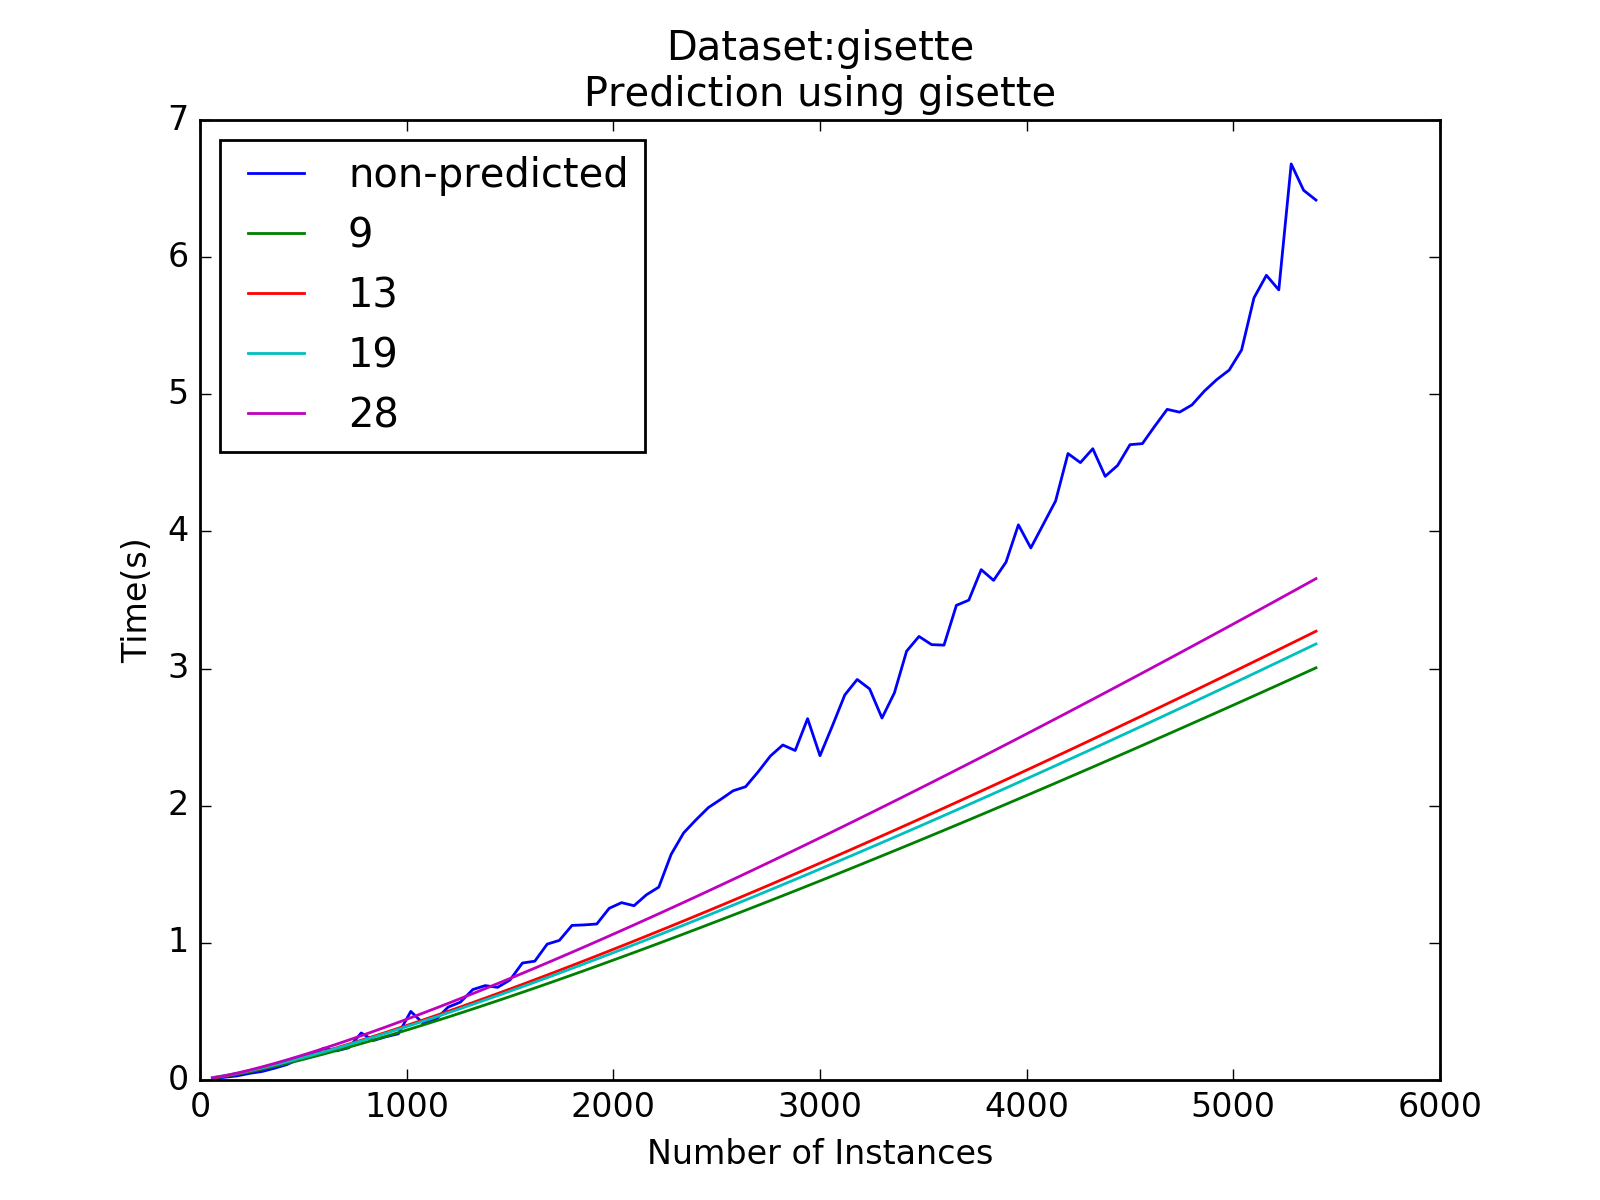 Dataset:gisette
Prediction using gisette
7
6
5
4
3
2
1
0
Time(s)
non-predicted
9
13
19
28
0 1000 2000 3000 4000 5000 6000
Number of Instances